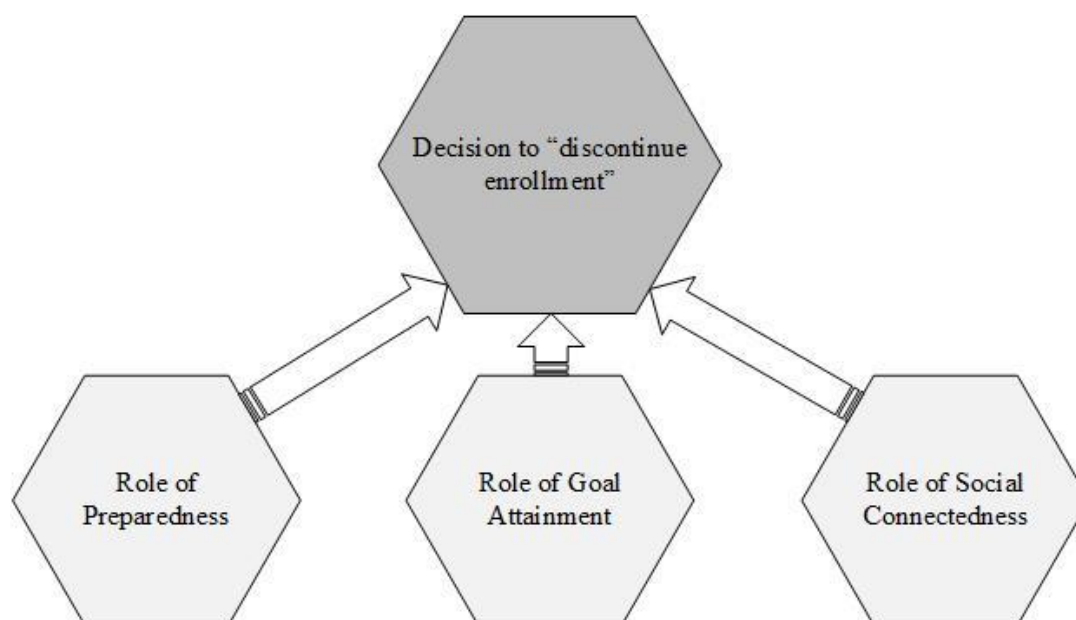 Decision to “discontinue
enrollment”
Role of
Preparedness
Role of Goal
Attainment
Role of Social
Connectedness